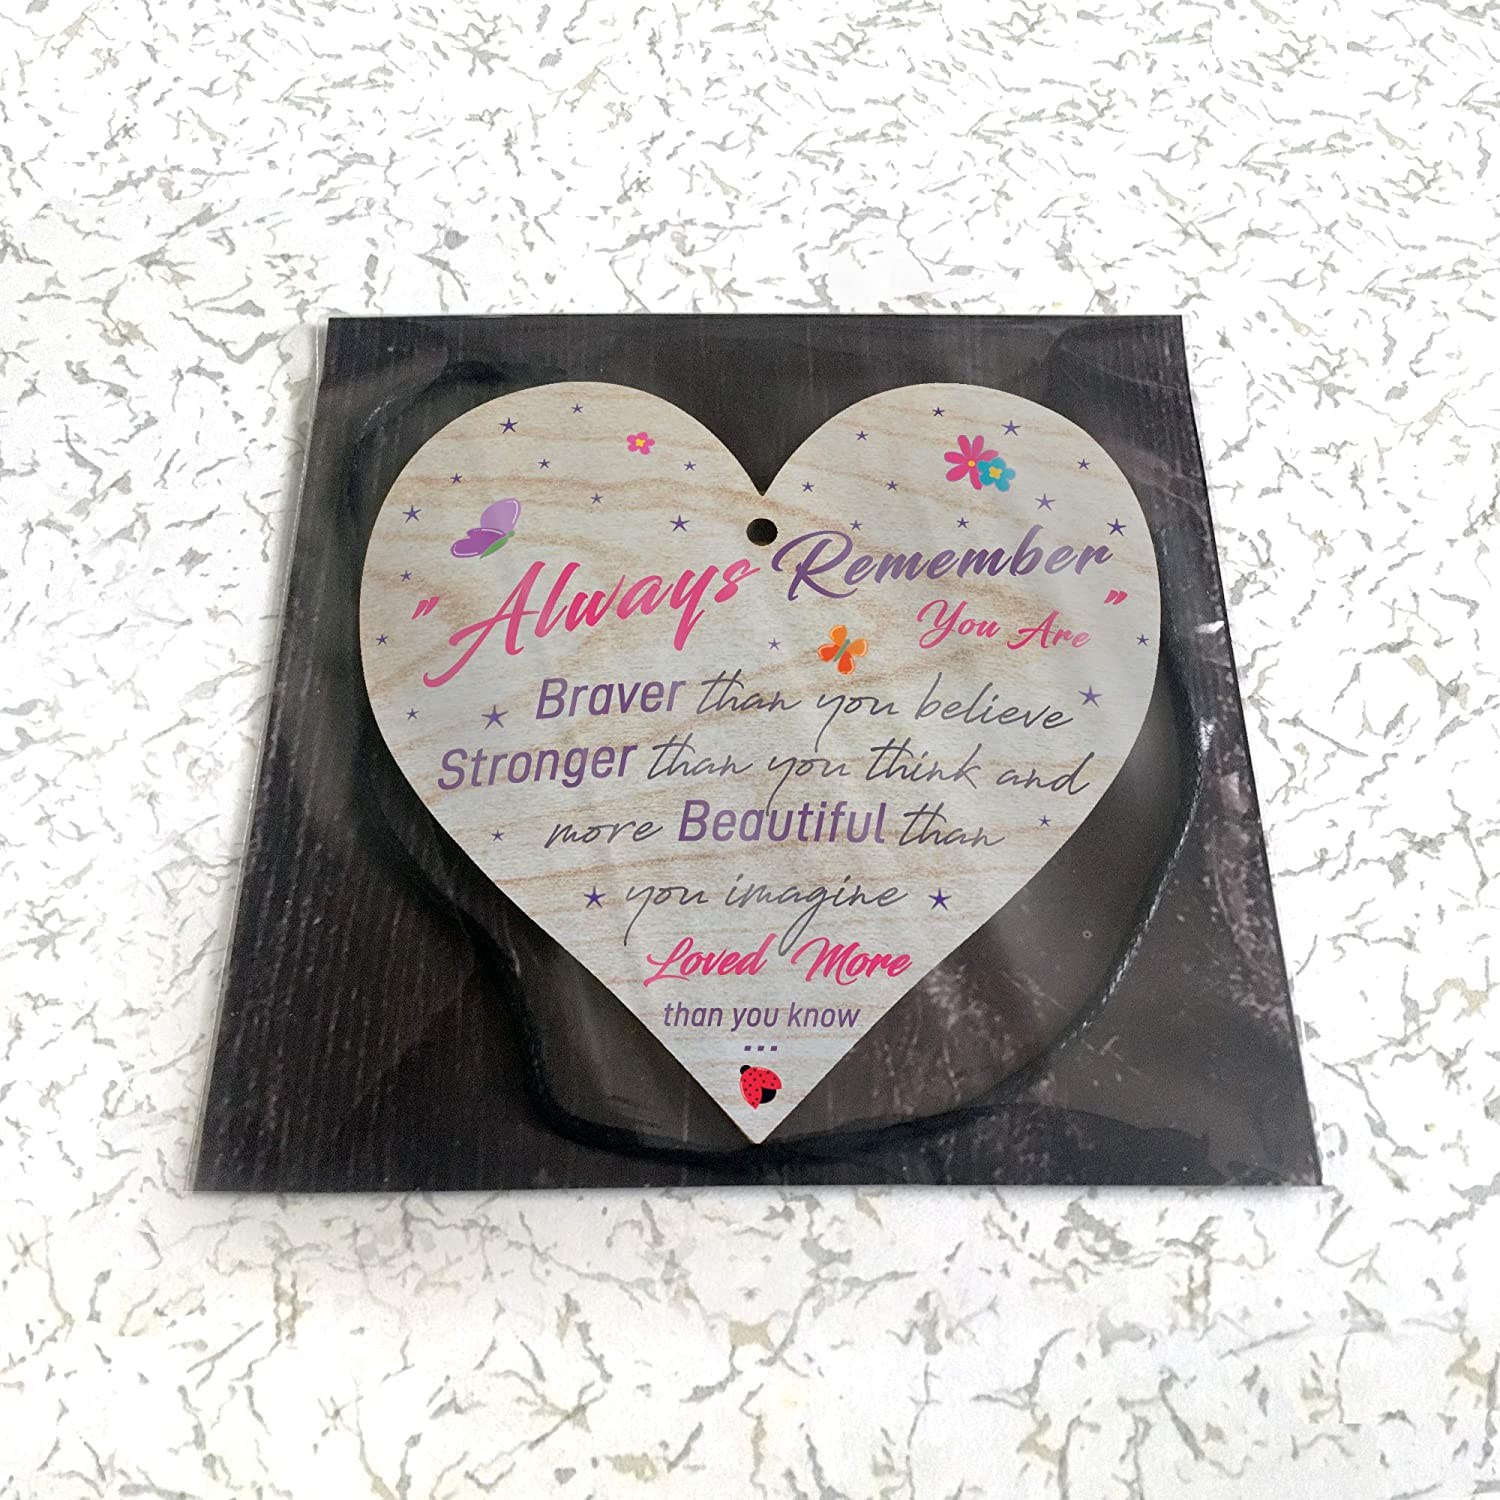 "Always Remember
You Are"
Braver than you believe
Stronger than you think and
more Beautiful than
you imagine
Loved More
than you know
...